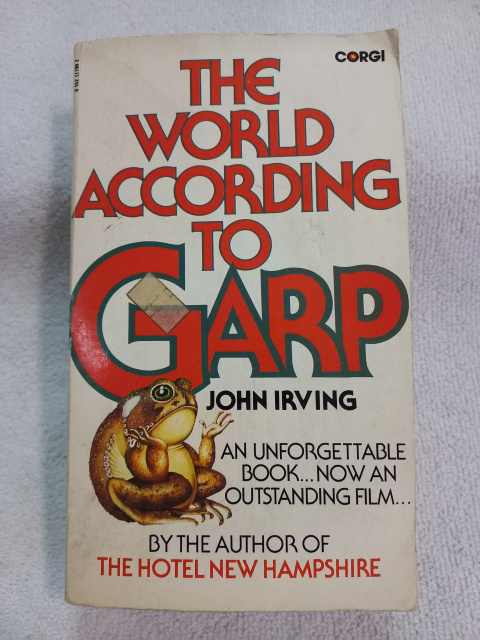 CORGI
THE
WORLD
ACCORDING
TO
GARP
JOHN IRVING
AN UNFORGETTABLE
BOOK...NOW AN
OUTSTANDING FILM...
BY THE AUTHOR OF
THE HOTEL NEW HAMPSHIRE